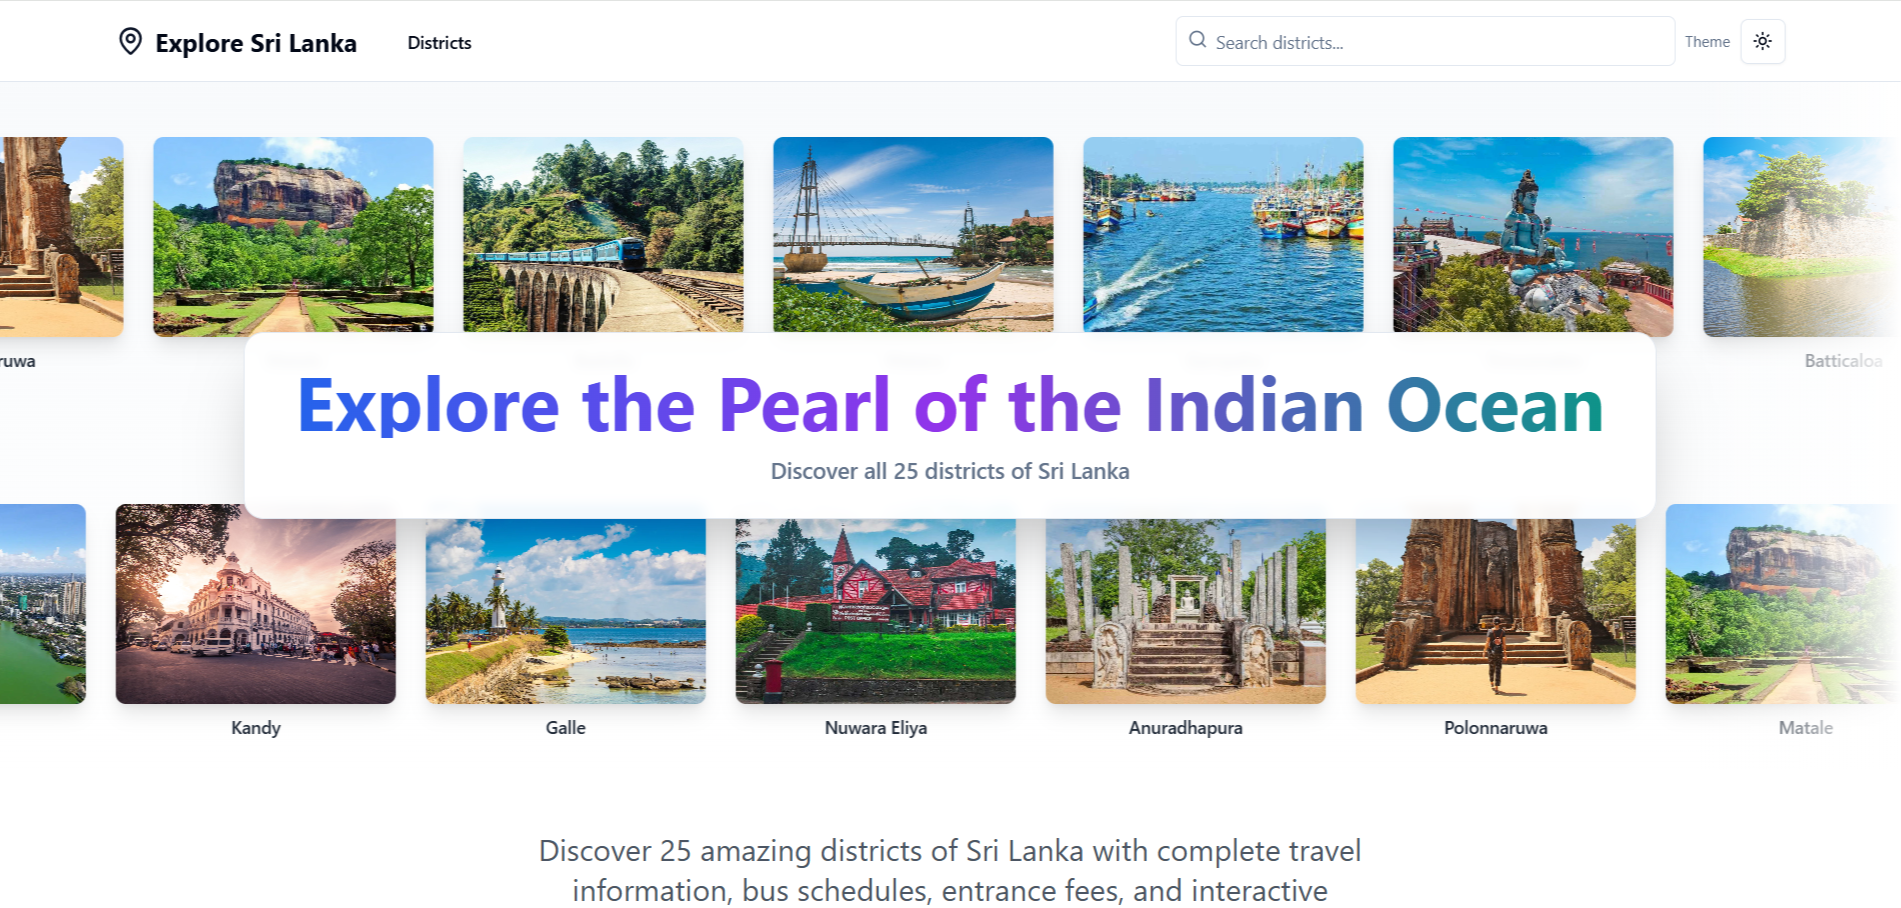 Explore Sri Lanka
Districts
Search districts...
Theme
ruwa
Batticaloa
Explore the Pearl of the Indian Ocean
Discover all 25 districts of Sri Lanka
Kandy
Galle
Nuwara Eliya
Anuradhapura
Polonnaruwa
Matale
Discover 25 amazing districts of Sri Lanka with complete travel
information, bus schedules, entrance fees, and interactive